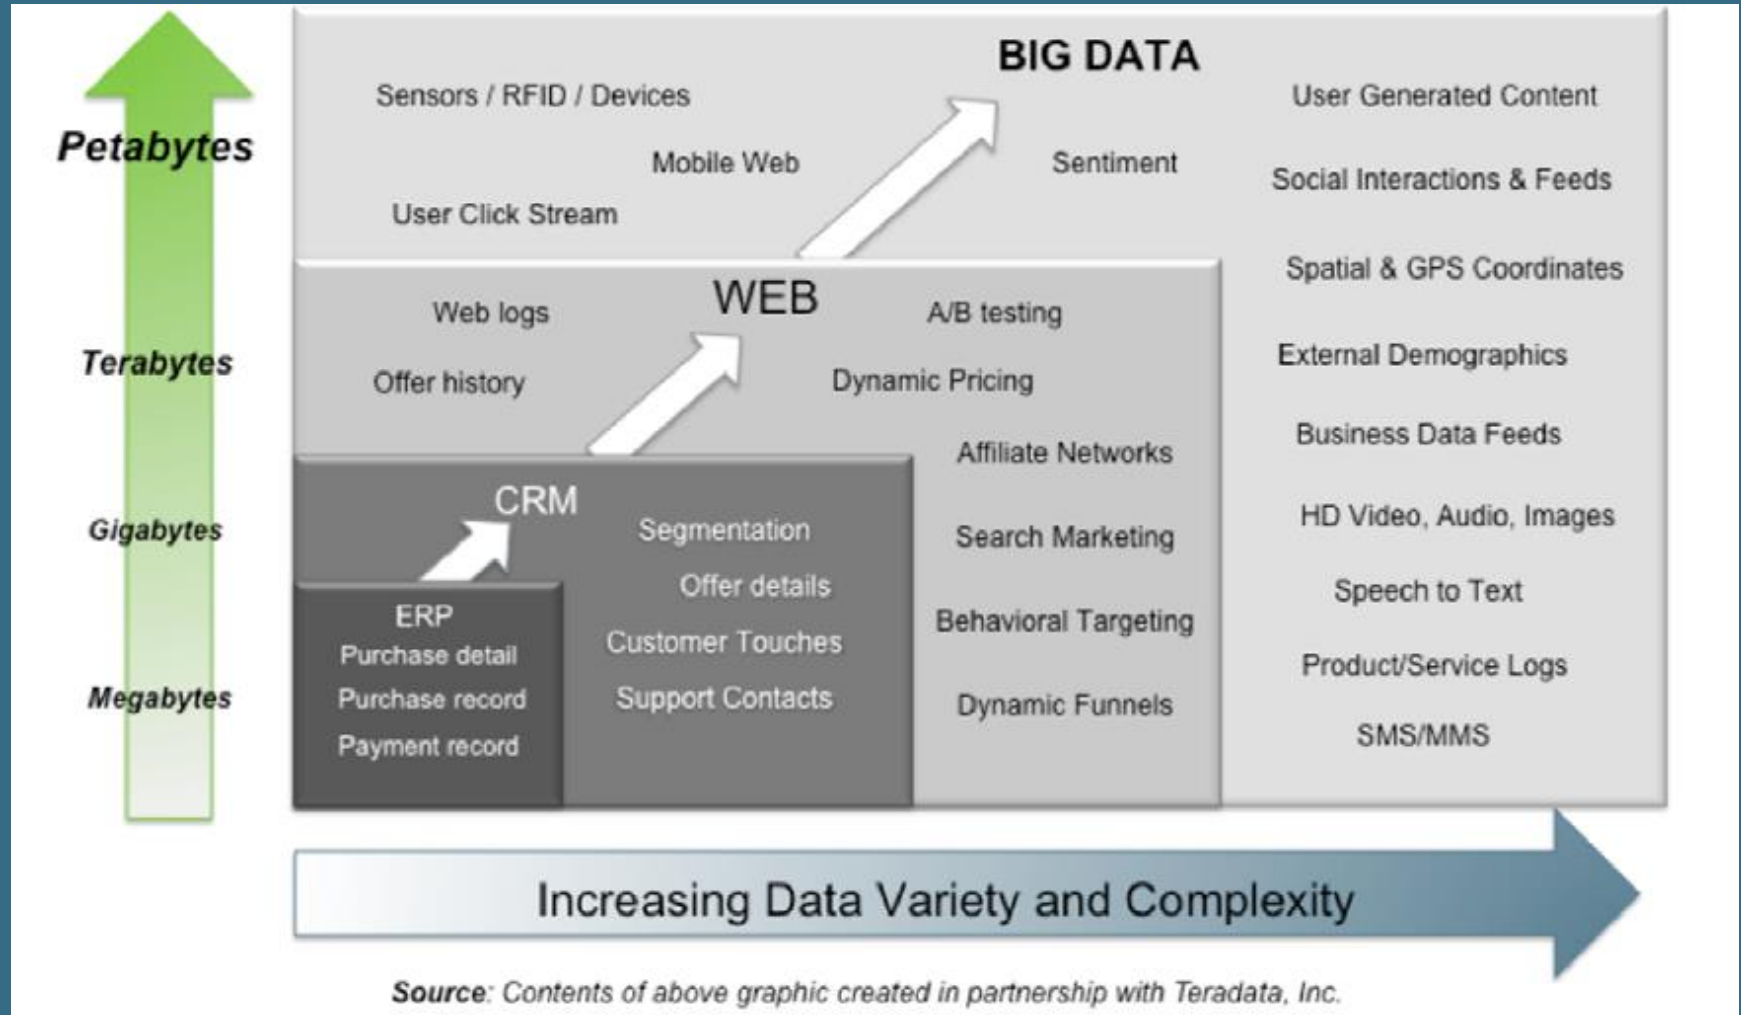 BIG DATA
Sensors / RFID / Devices
User Generated Content
Petabytes
Mobile Web
Sentiment
Social Interactions & Feeds
User Click Stream
Spatial & GPS Coordinates
WEB
Web logs
A/B testing
External Demographics
Terabytes
Offer history
Dynamic Pricing
Business Data Feeds
Affiliate Networks
CRM
HD Video, Audio, Images
Gigabytes
Segmentation
Search Marketing
Offer details
Speech to Text
ERP
Behavioral Targeting
Customer Touches
Purchase detail
Product/Service Logs
Megabytes
Purchase record
Support Contacts
Dynamic Funnels
SMS/MMS
Payment record
Increasing Data Variety and Complexity
Source: Contents of above graphic created in partnership with Teradata, Inc.